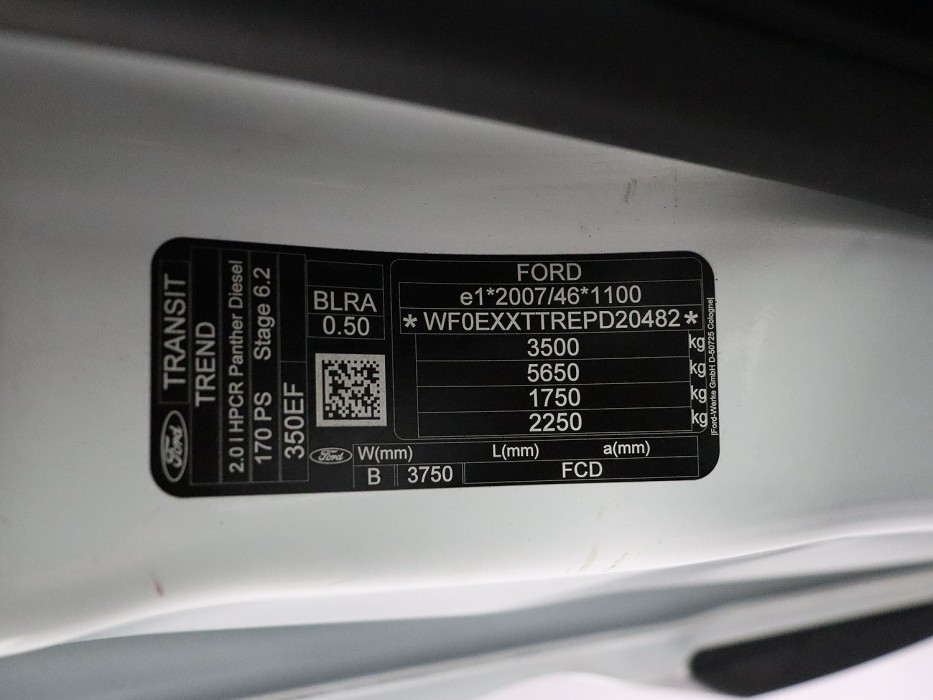 Ford
TRANSIT
TREND
2.0 l HPCR Panther Diesel
170 PS Stage 6.2
350EF
BLRA
0.50
FORD
e1*2007/46*1100
*WF0EXXTTREPD20482*
3500 kg
5650 kg
1750 kg
2250 kg
Ford W(mm) L(mm) a(mm)
B 3750 FCD
Ford-Werke GmbH D-50725 Cologne